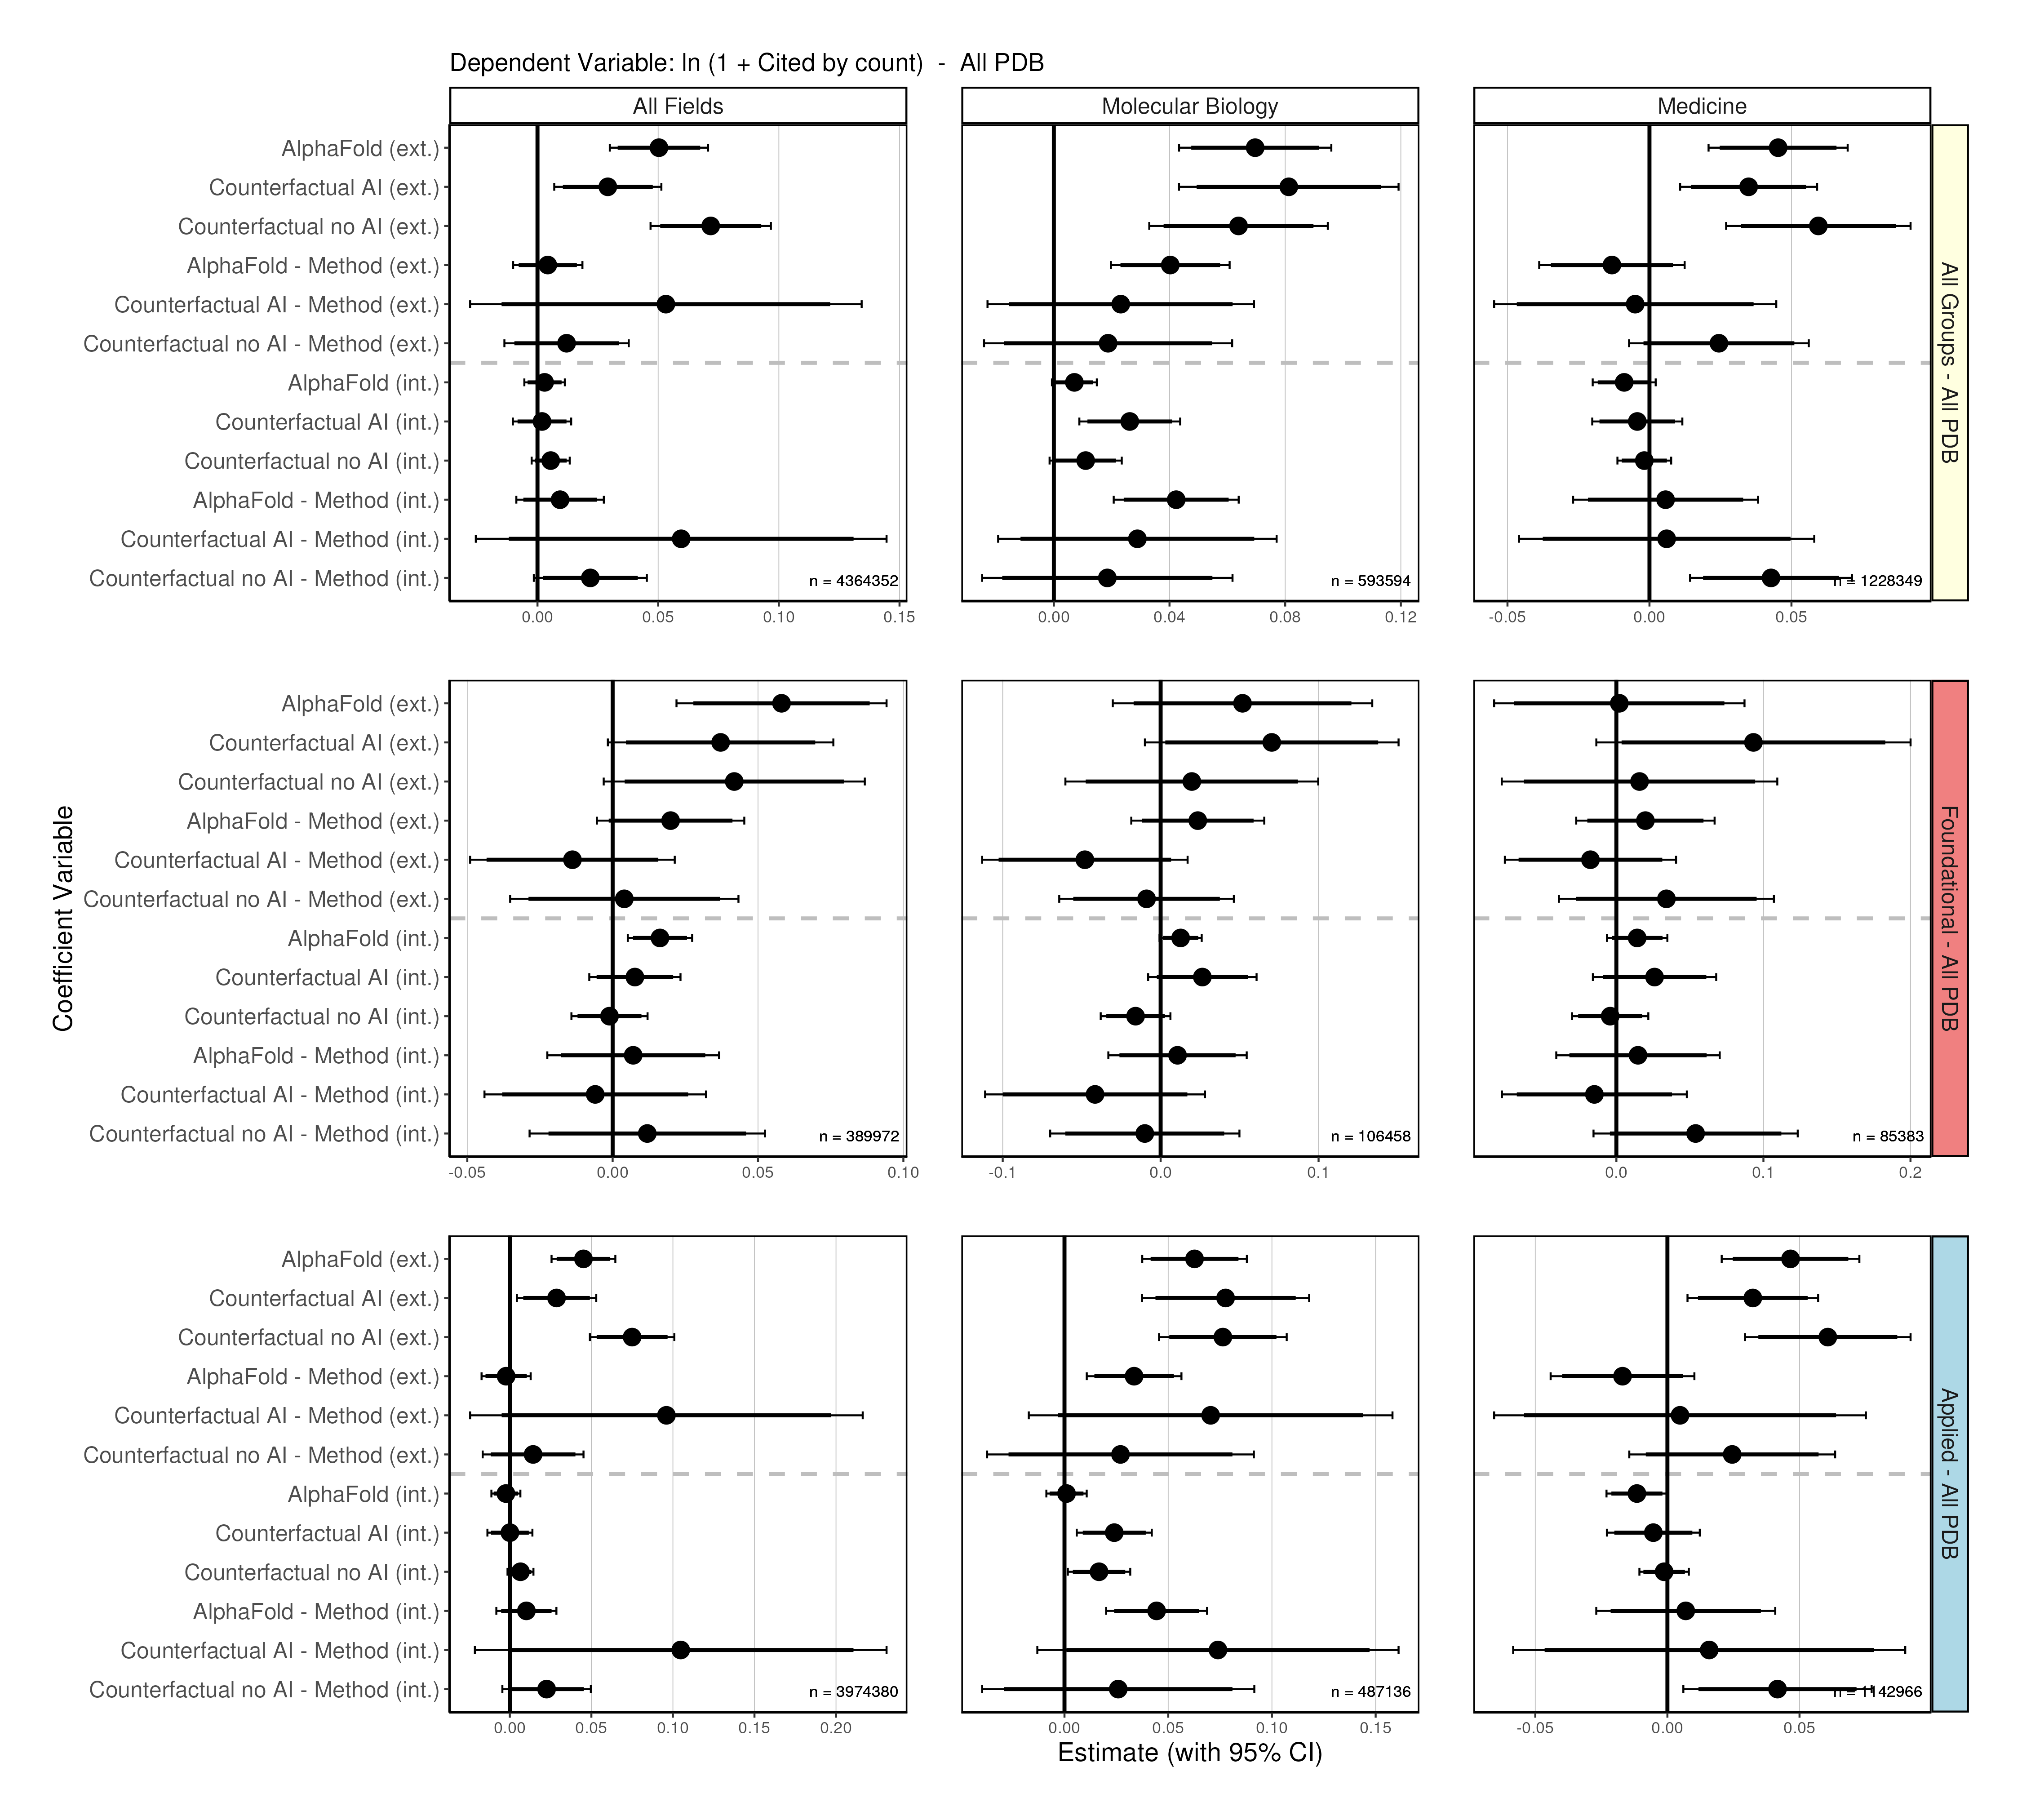 Dependent Variable: ln (1 + Cited by count) - All PDB
All Fields
Molecular Biology
Medicine
AlphaFold (ext.)
Counterfactual AI (ext.)
Counterfactual no AI (ext.)
AlphaFold - Method (ext.)
Counterfactual AI - Method (ext.)
Counterfactual no AI - Method (ext.)
AlphaFold (int.)
Counterfactual AI (int.)
Counterfactual no AI (int.)
AlphaFold - Method (int.)
Counterfactual AI - Method (int.)
Counterfactual no AI - Method (int.)
n = 4364352
n = 593594
n = 1228349
All Groups - All PDB
0.00 0.05 0.10 0.15
0.00 0.04 0.08 0.12
-0.05 0.00 0.05
Coefficient Variable
AlphaFold (ext.)
Counterfactual AI (ext.)
Counterfactual no AI (ext.)
AlphaFold - Method (ext.)
Counterfactual AI - Method (ext.)
Counterfactual no AI - Method (ext.)
AlphaFold (int.)
Counterfactual AI (int.)
Counterfactual no AI (int.)
AlphaFold - Method (int.)
Counterfactual AI - Method (int.)
Counterfactual no AI - Method (int.)
n = 389972
n = 106458
n = 85383
Foundational - All PDB
-0.05 0.00 0.05 0.10
-0.1 0.0 0.1
0.0 0.1 0.2
AlphaFold (ext.)
Counterfactual AI (ext.)
Counterfactual no AI (ext.)
AlphaFold - Method (ext.)
Counterfactual AI - Method (ext.)
Counterfactual no AI - Method (ext.)
AlphaFold (int.)
Counterfactual AI (int.)
Counterfactual no AI (int.)
AlphaFold - Method (int.)
Counterfactual AI - Method (int.)
Counterfactual no AI - Method (int.)
n = 3974380
n = 487136
n = 1142966
Applied - All PDB
0.00 0.05 0.10 0.15 0.20
0.00 0.05 0.10 0.15
-0.05 0.00 0.05
Estimate (with 95% CI)